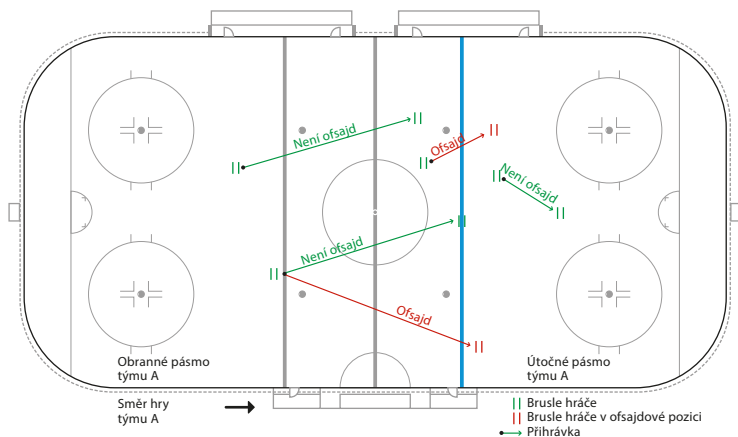 Není ofsajd
Ofsajd
Není ofsajd
Není ofsajd
Ofsajd
Obranné pásmo
týmu A
Útočné pásmo
týmu A
Směr hry
týmu A
Brusle hráče
Brusle hráče v ofsajdové pozici
Přihrávka